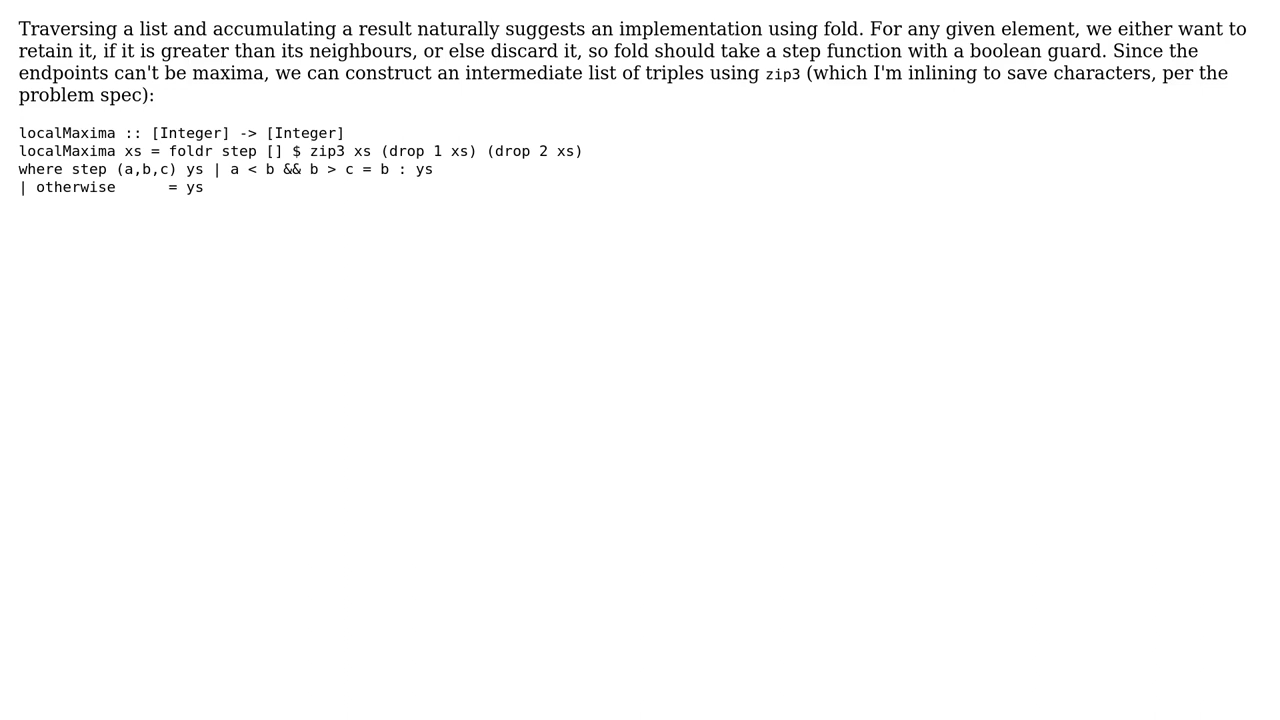 Traversing a list and accumulating a result naturally suggests an implementation using fold. For any given element, we either want to
retain it, if it is greater than its neighbours, or else discard it, so fold should take a step function with a boolean guard. Since the
endpoints can't be maxima, we can construct an intermediate list of triples using zip3 (which I'm inlining to save characters, per the
problem spec):
localMaxima :: [Integer] -> [Integer]
localMaxima xs = foldr step [] $ zip3 xs (drop 1 xs) (drop 2 xs)
where step (a,b,c) ys | a < b && b > c = b : ys
| otherwise      = ys